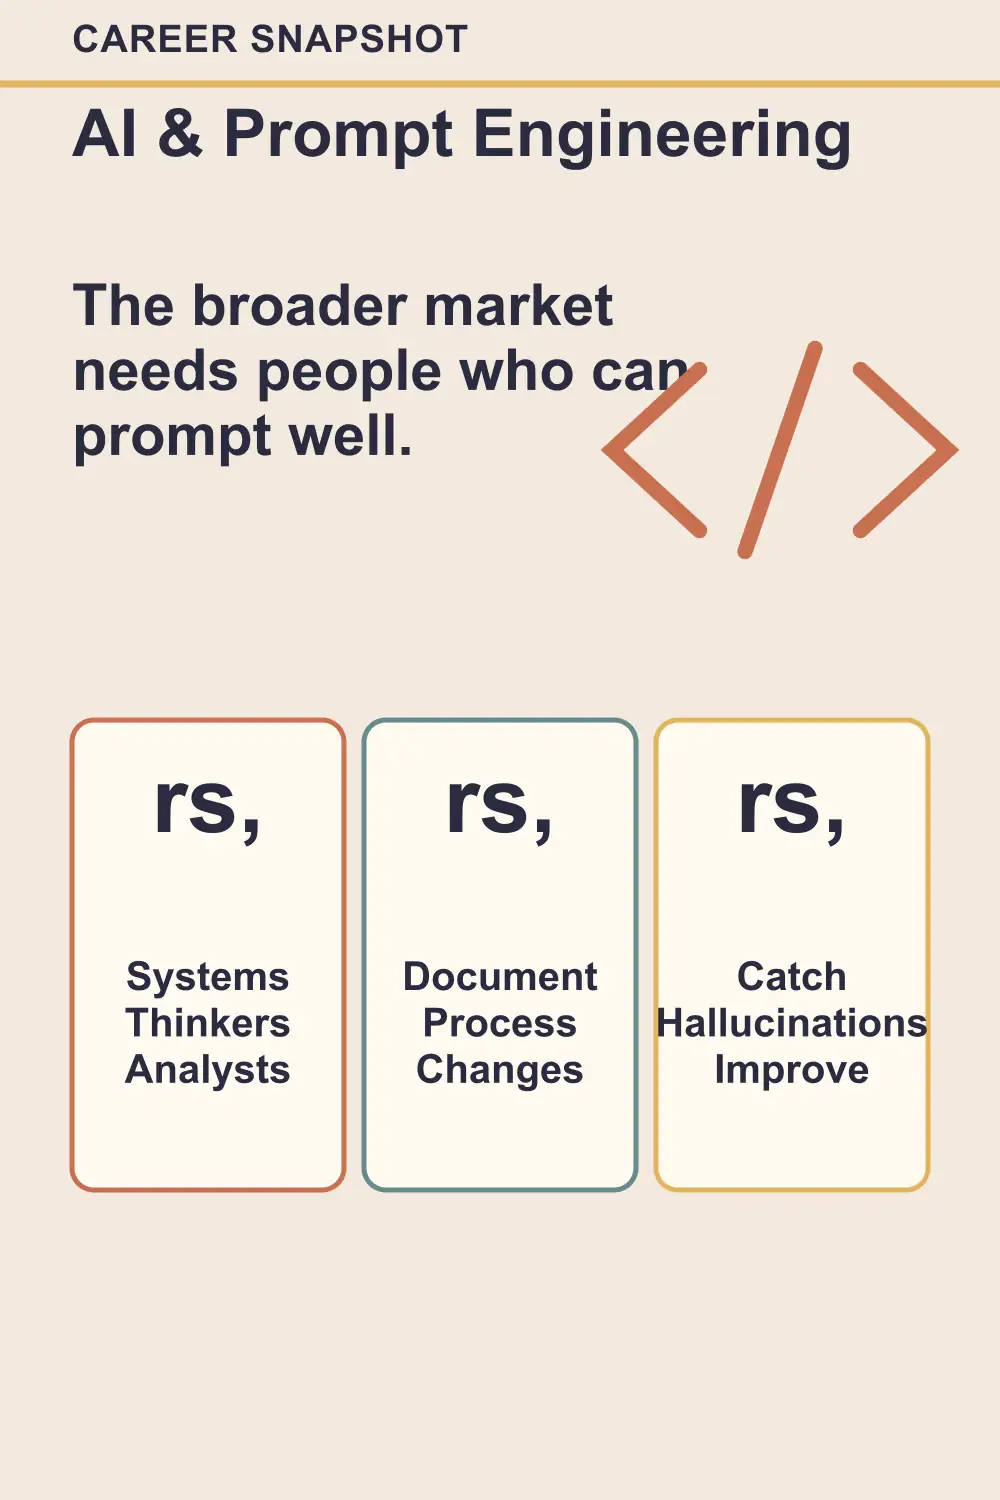 CAREER SNAPSHOT
AI & Prompt Engineering
The broader market
needs people who can
prompt well.
rs,
Systems
Thinkers
Analysts
rs,
Document
Process
Changes
rs,
Catch
Hallucinations
Improve